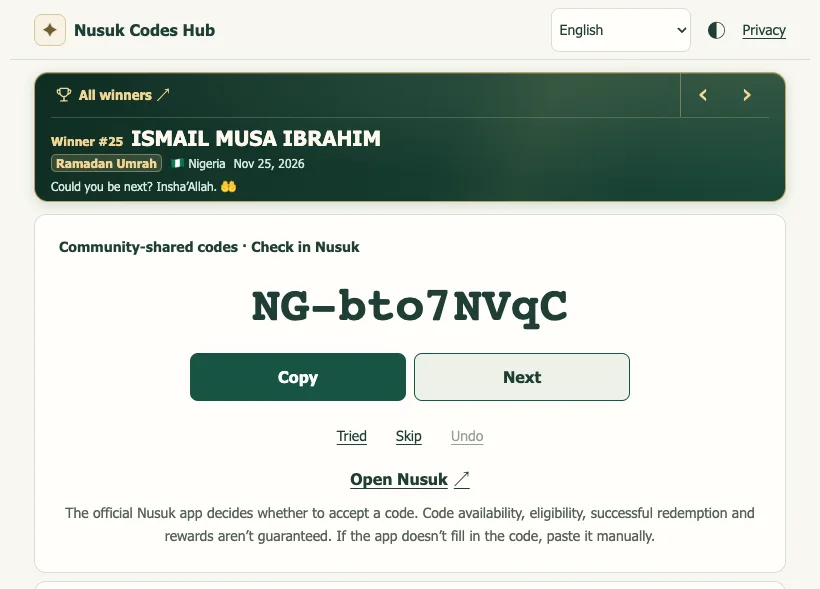 Nusuk Codes Hub
English
Privacy
All winners
Winner #25 ISMAIL MUSA IBRAHIM
Ramadan Umrah Nigeria Nov 25, 2026
Could you be next? Insha’Allah. 🤲
Community-shared codes · Check in Nusuk
NG-bto7NVqC
Copy
Next
Tried
Skip
Undo
Open Nusuk
The official Nusuk app decides whether to accept a code. Code availability, eligibility, successful redemption and
rewards aren’t guaranteed. If the app doesn’t fill in the code, paste it manually.